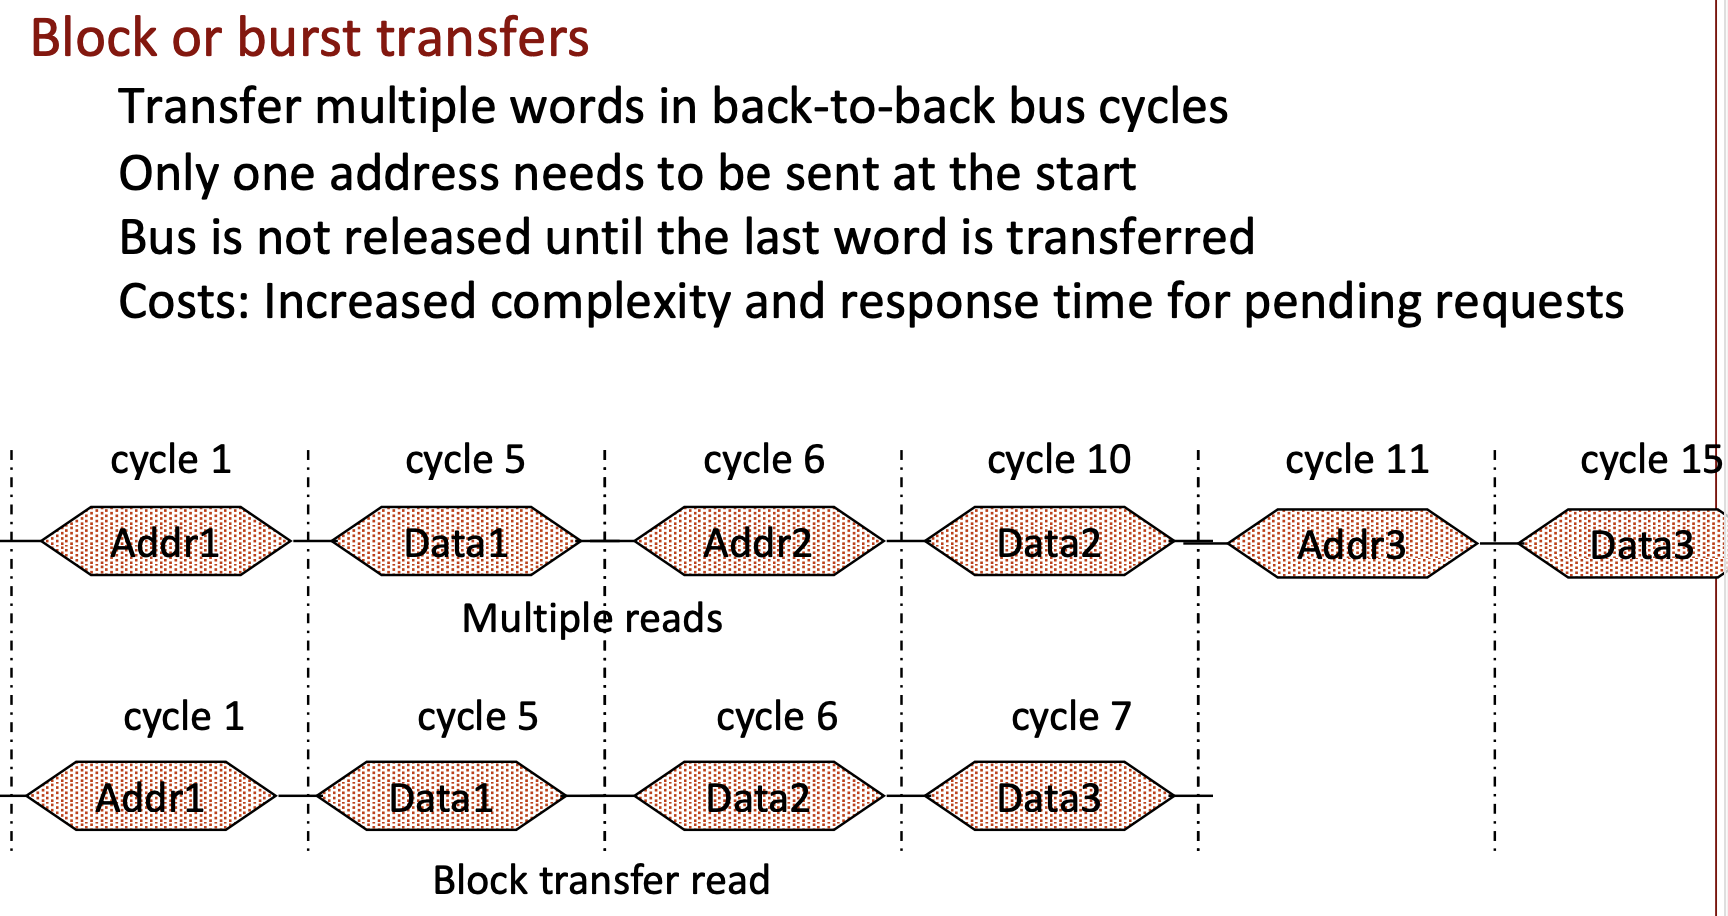 Block or burst transfers
Transfer multiple words in back-to-back bus cycles
Only one address needs to be sent at the start
Bus is not released until the last word is transferred
Costs: Increased complexity and response time for pending requests
cycle 1 cycle 5 cycle 6 cycle 10 cycle 11 cycle 15
Addr1 Data1 Addr2 Data2 Addr3 Data3
Multiple reads
cycle 1 cycle 5 cycle 6 cycle 7
Addr1 Data1 Data2 Data3
Block transfer read